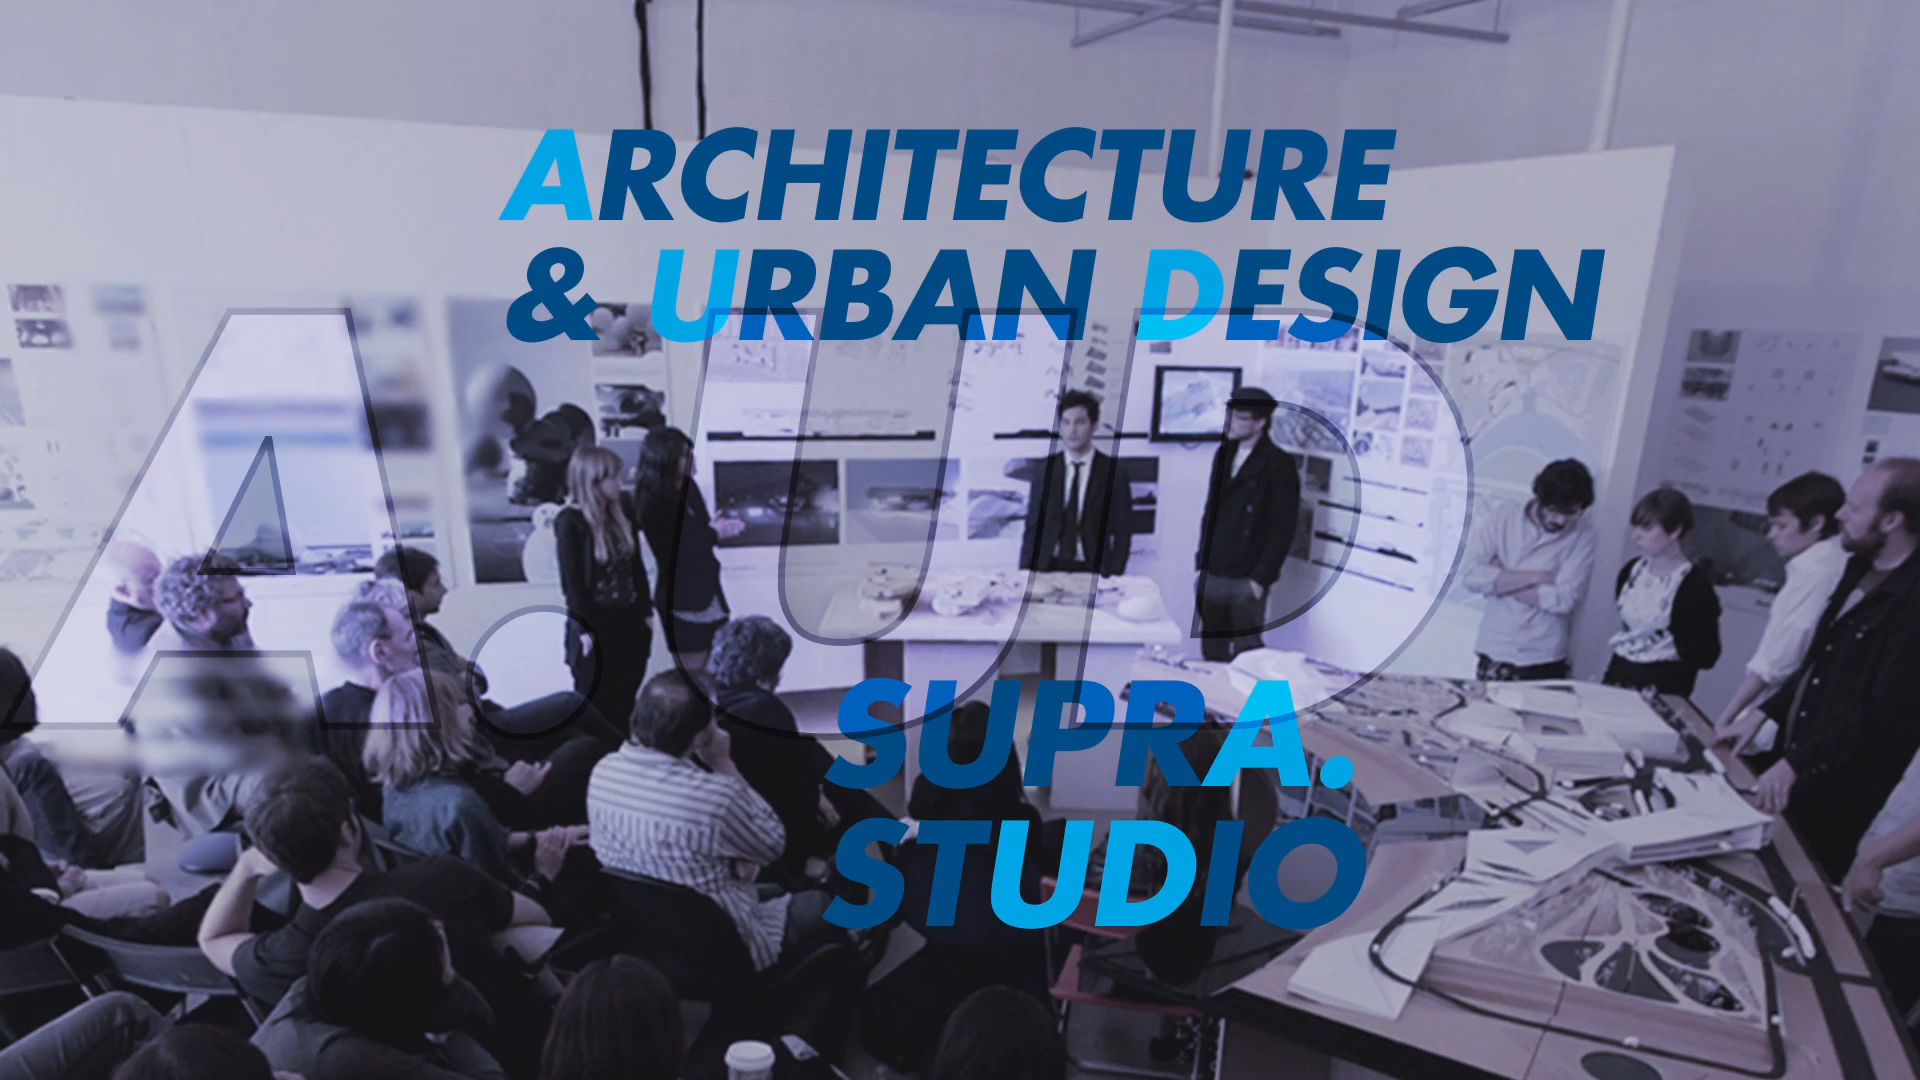 ARCHITECTURE
& URBAN DESIGN
A.UD
SUPRA.
STUDIO